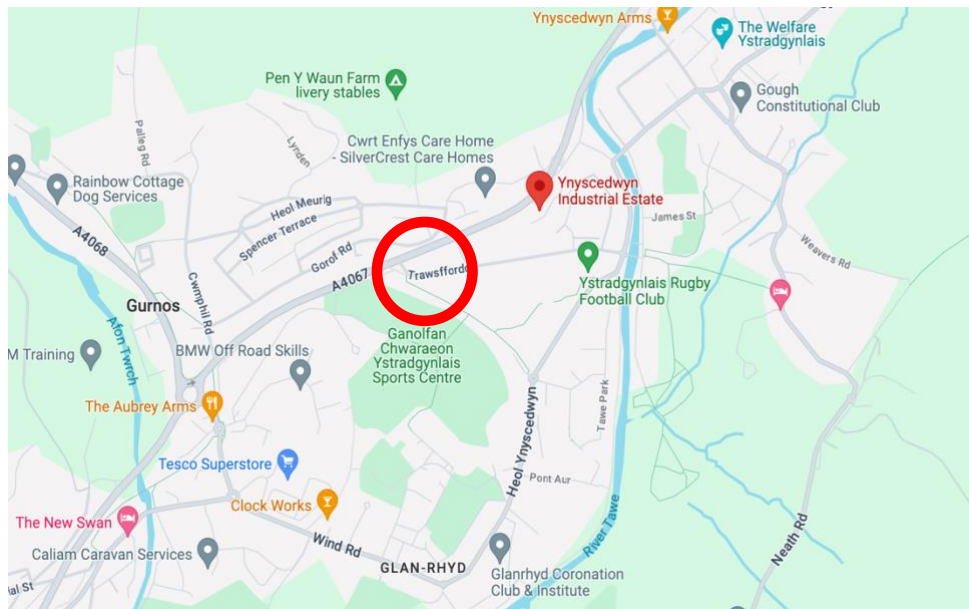 Ynyscedwyn Arms
The Welfare
Ystradgynlais
Pen Y Waun Farm
livery stables
Gough
Constitutional Club
Palleg Rd
Lynden
Cwrt Enfys Care Home
- SilverCrest Care Homes
Rainbow Cottage
Dog Services
Ynyscedwyn
Industrial Estate
Heol Meurig
James St
Spencer Terrace
A4068
Gorof Rd
Weavers Rd
A4067
Trawsffordd
Ystradgynlais Rugby
Football Club
Cwmphil Rd
Gurnos
Afon Twrch
Ganolfan
Chwaraeon
Ystradgynlais
Sports Centre
M Training
BMW Off Road Skills
The Aubrey Arms
Tawe Park
Heol Ynyscedwyn
Tesco Superstore
Pont Aur
Clock Works
The New Swan
River Tawe
Neath Rd
Wind Rd
Caliam Caravan Services
GLAN-RHYD
Glanrhyd Coronation
Club & Institute
ial St